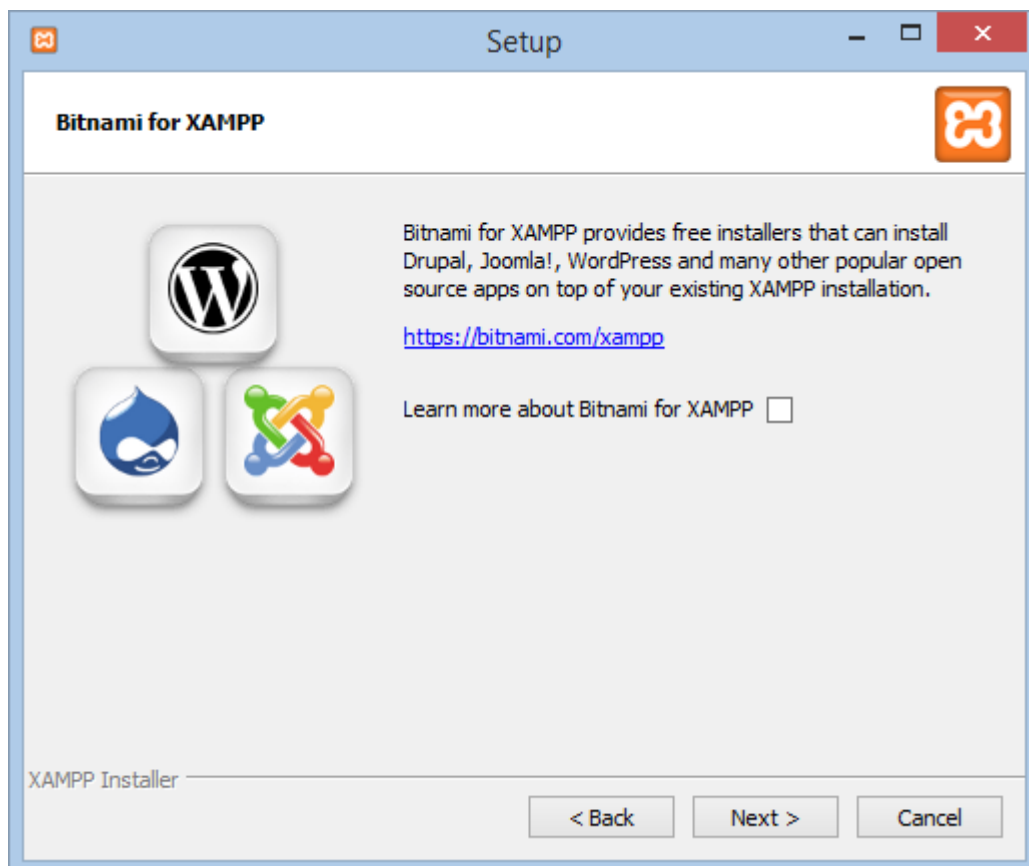 Setup
Bitnami for XAMPP
Bitnami for XAMPP provides free installers that can install
Drupal, Joomla!, WordPress and many other popular open
source apps on top of your existing XAMPP installation.
https://bitnami.com/xampp
Learn more about Bitnami for XAMPP
XAMPP Installer
< Back
Next >
Cancel